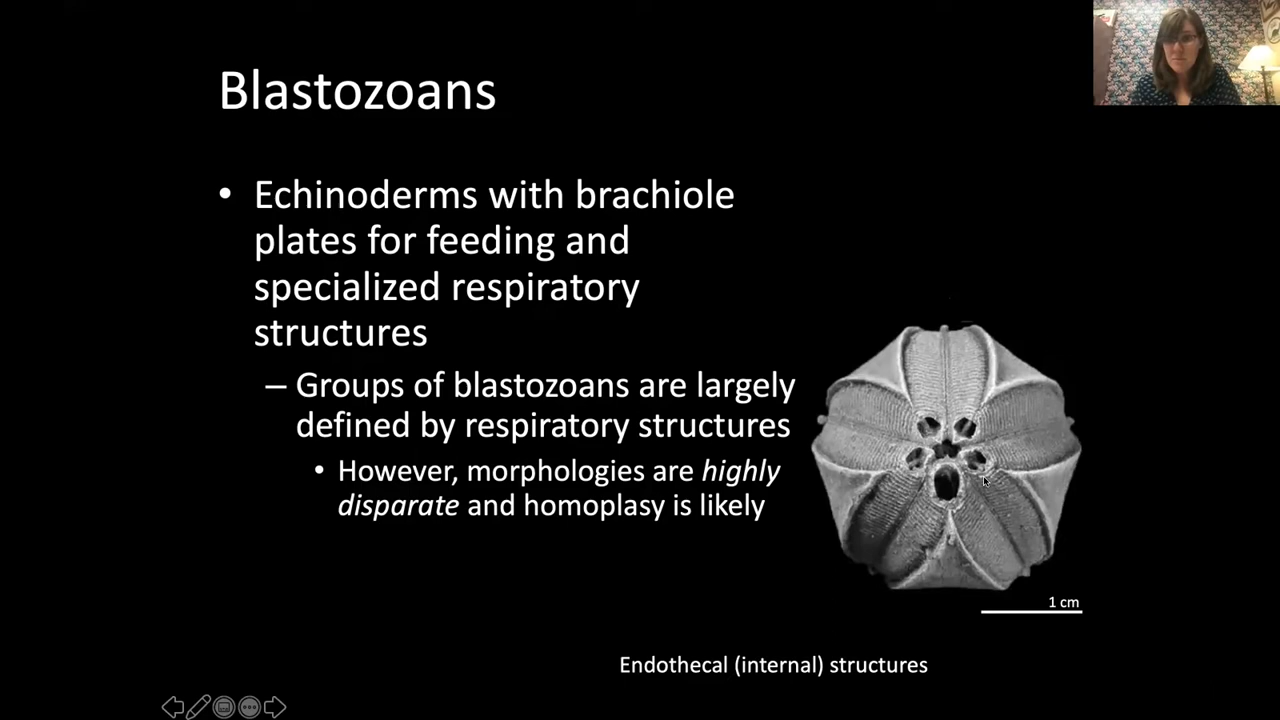 Blastozoans
• Echinoderms with brachiole
plates for feeding and
specialized respiratory
structures
– Groups of blastozoans are largely
defined by respiratory structures
• However, morphologies are highly
disparate and homoplasy is likely
1 cm
Endothecal (internal) structures